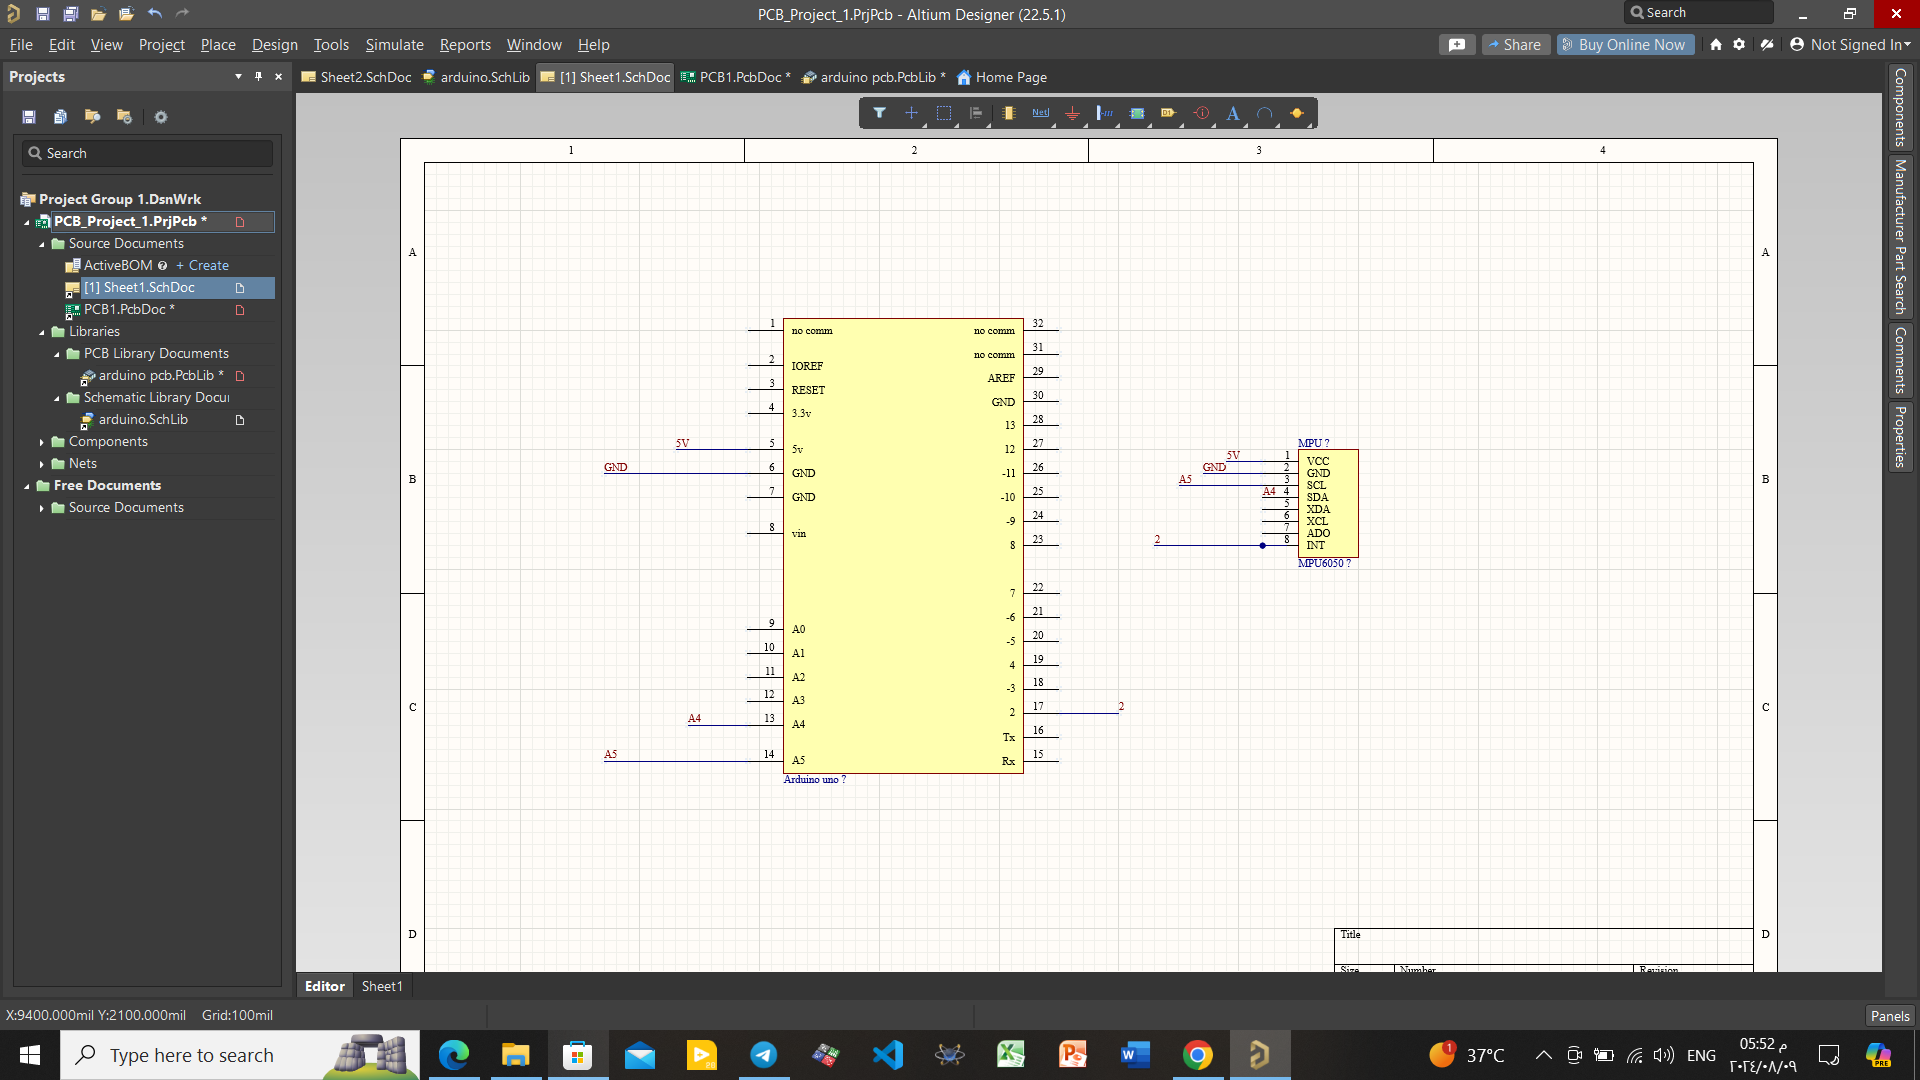 PCB_Project_1.PrjPcb - Altium Designer (22.5.1)
Search
File Edit View Project Place Design Tools Simulate Reports Window Help
Share
Buy Online Now
Not Signed In
Projects
Sheet2.SchDoc
arduino.SchLib
[1] Sheet1.SchDoc
PCB1.PcbDoc *
arduino pcb.PcbLib *
Home Page
Search
Project Group 1.DsnWrk
PCB_Project_1.PrjPcb *
Source Documents
ActiveBOM + Create
[1] Sheet1.SchDoc
PCB1.PcbDoc *
Libraries
PCB Library Documents
arduino pcb.PcbLib *
Schematic Library Docu
arduino.SchLib
Components
Nets
Free Documents
Source Documents
Net
A
1 2 3 4
A A
B B
C C
D D
1 no comm
2 IOREF
3 RESET
4 3.3v
5V 5 5v
GND 6 GND
7 GND
8 vin
9 A0
10 A1
11 A2
12 A3
A4 13 A4
A5 14 A5
no comm 32
no comm 31
AREF 29
GND 30
13 28
12 27
-11 26
-10 25
-9 24
8 23
7 22
-6 21
-5 20
4 19
-3 18
2 17 2
Tx 16
Rx 15
Arduino uno ?
MPU ?
5V 1 VCC
GND 2 GND
A5 3 SCL
A4 4 SDA
5 XDA
6 XCL
7 ADO
2 8 INT
MPU6050 ?
Title
Size Number Revision
Components
Manufacturer Part Search
Comments
Properties
Editor Sheet1
X:9400.000mil Y:2100.000mil Grid:100mil
Panels
Type here to search
1
37°C
ENG
05:52 م
٢٠٢٤/٠٨/٠٩
PRE